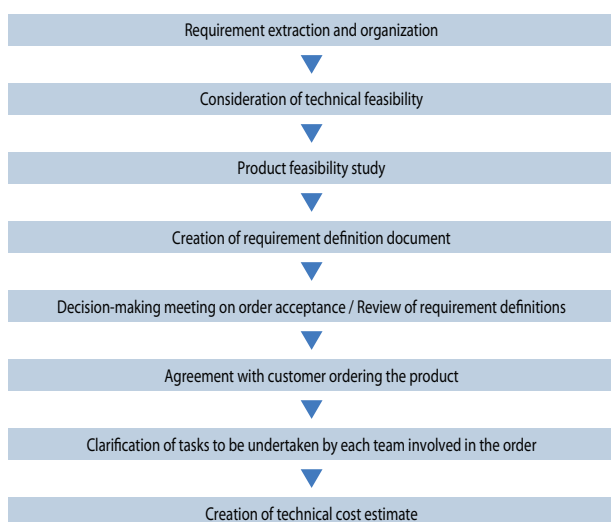 Requirement extraction and organization
Consideration of technical feasibility
Product feasibility study
Creation of requirement definition document
Decision-making meeting on order acceptance / Review of requirement definitions
Agreement with customer ordering the product
Clarification of tasks to be undertaken by each team involved in the order
Creation of technical cost estimate